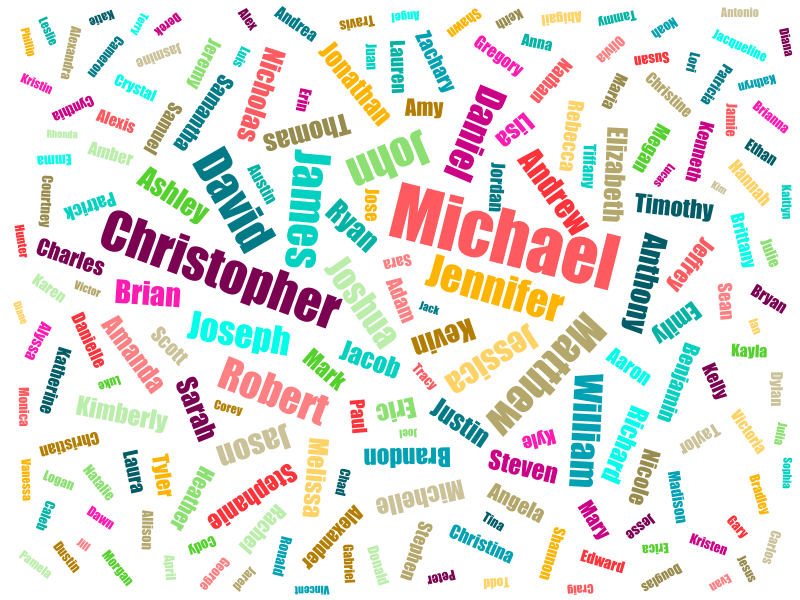 Phillip
Leslie
Alexandra
Katie
Terry
Derek
Alex
Andrea
Travis
Angel
Shawn
Keith
Abigail
Tammy
Noah
Antonio
Diana
Cameron
Jasmine
Jeremy
Luis
Nicholas
Jonathan
Juan
Lauren
Zachary
Gregory
Anna
Nathan
Olivia
Susan
Lori
Patricia
Jacqueline
Kathryn
Kristin
Cynthia
Crystal
Samuel
Samantha
Erin
Thomas
Amy
Daniel
Lisa
Rebecca
Maria
Christine
Jamie
Brianna
Rhonda
Alexis
Amber
Emma
David
Austin
James
John
Jordan
Andrew
Tiffany
Elizabeth
Megan
Lucas
Kenneth
Kim
Ethan
Hannah
Kaitlyn
Courtney
Patrick
Ashley
Jose
Ryan
Michael
Timothy
Brittany
Julie
Hunter
Charles
Christopher
Sara
Jennifer
Anthony
Jeffrey
Karen
Victor
Brian
Joshua
Adam
Jack
Emily
Sean
Bryan
Diane
Alyssa
Danielle
Amanda
Scott
Joseph
Mark
Jacob
Kevin
Jessica
Matthew
Aaron
Benjamin
Ian
Kayla
Katherine
Luke
Monica
Kimberly
Sarah
Robert
Corey
Paul
Eric
Tracy
Joel
Justin
William
Richard
Kelly
Dylan
Victoria
Taylor
Julia
Christian
Vanessa
Logan
Natalie
Laura
Tyler
Heather
Jason
Stephanie
Melissa
Chad
Brandon
Michelle
Steven
Kyle
Nicole
Madison
Bradley
Sophia
Caleb
Dawn
Allison
Rachel
Alexander
Angela
Tina
Mary
Jesse
Gary
Carlos
Pamela
Dustin
Jill
Morgan
April
Cody
George
Jared
Ronald
Vincent
Gabriel
Donald
Stephen
Peter
Christina
Todd
Shannon
Craig
Edward
Erica
Douglas
Kristen
Evan
Jesus